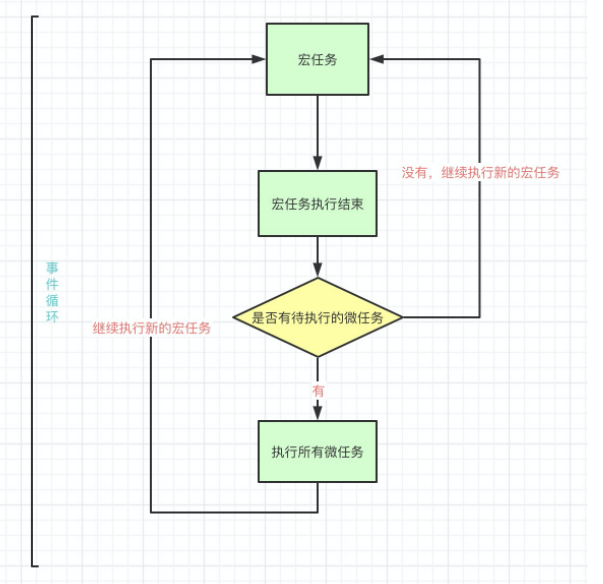 宏任务
没有，继续执行新的宏任务
宏任务执行结束
事件循环
是否有待执行的微任务
继续执行新的宏任务
有
执行所有微任务